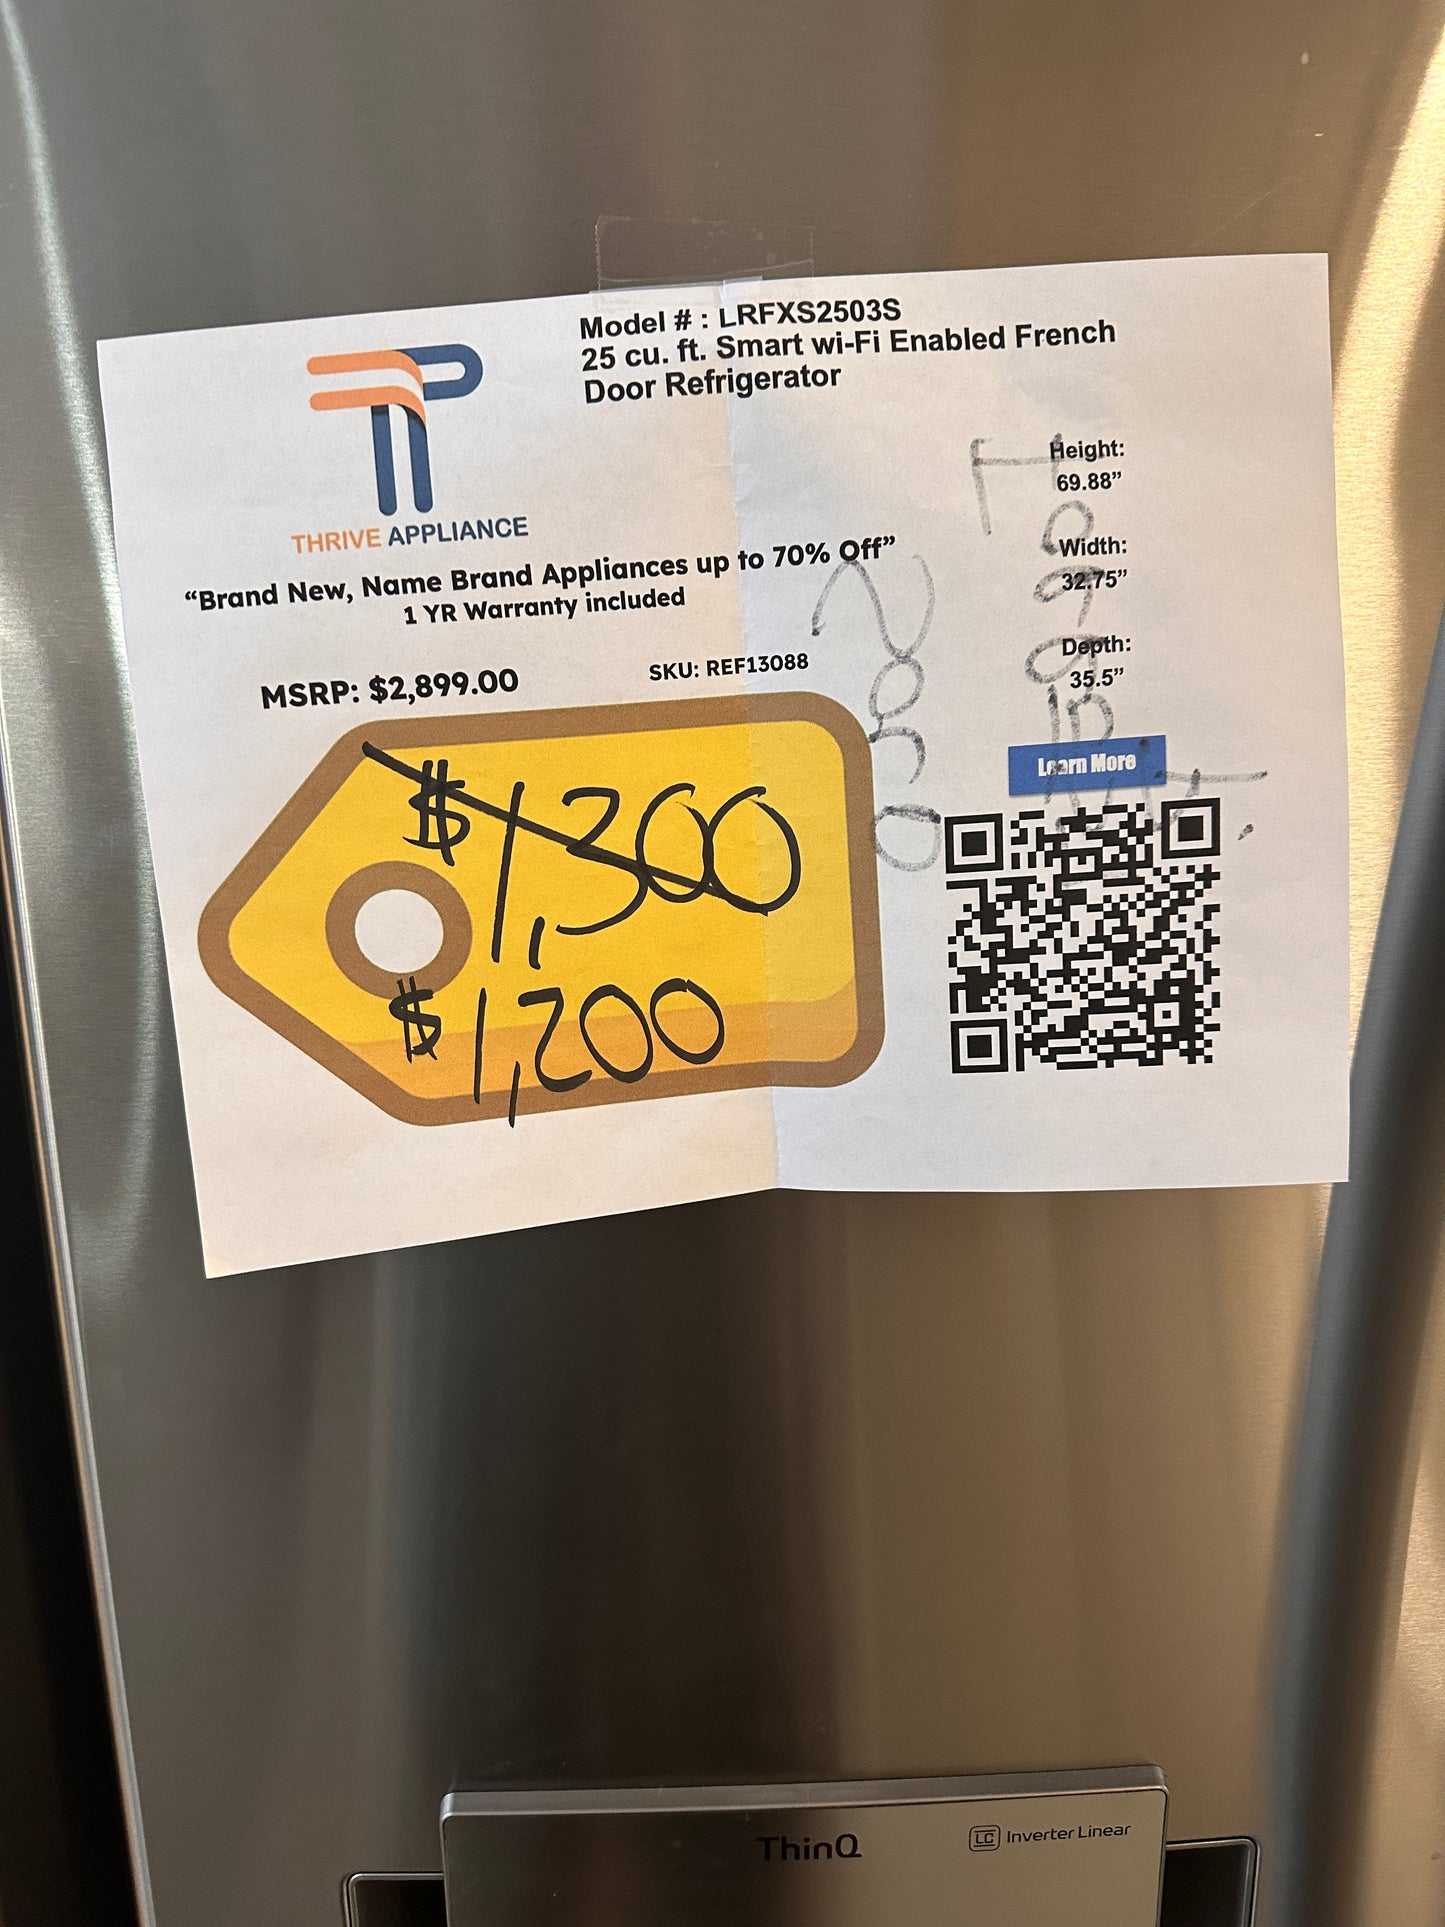 Model # : LRFXS2503S
25 cu. ft. Smart wi-Fi Enabled French
Door Refrigerator
THRIVE APPLIANCE
“Brand New, Name Brand Appliances up to 70% Off”
1 YR Warranty included
MSRP: $2,899.00
SKU: REF13088
Height:
69.88”
Width:
32.75”
Depth:
35.5”
Learn More
$1,300
$1,200
ThinQ
LC Inverter Linear